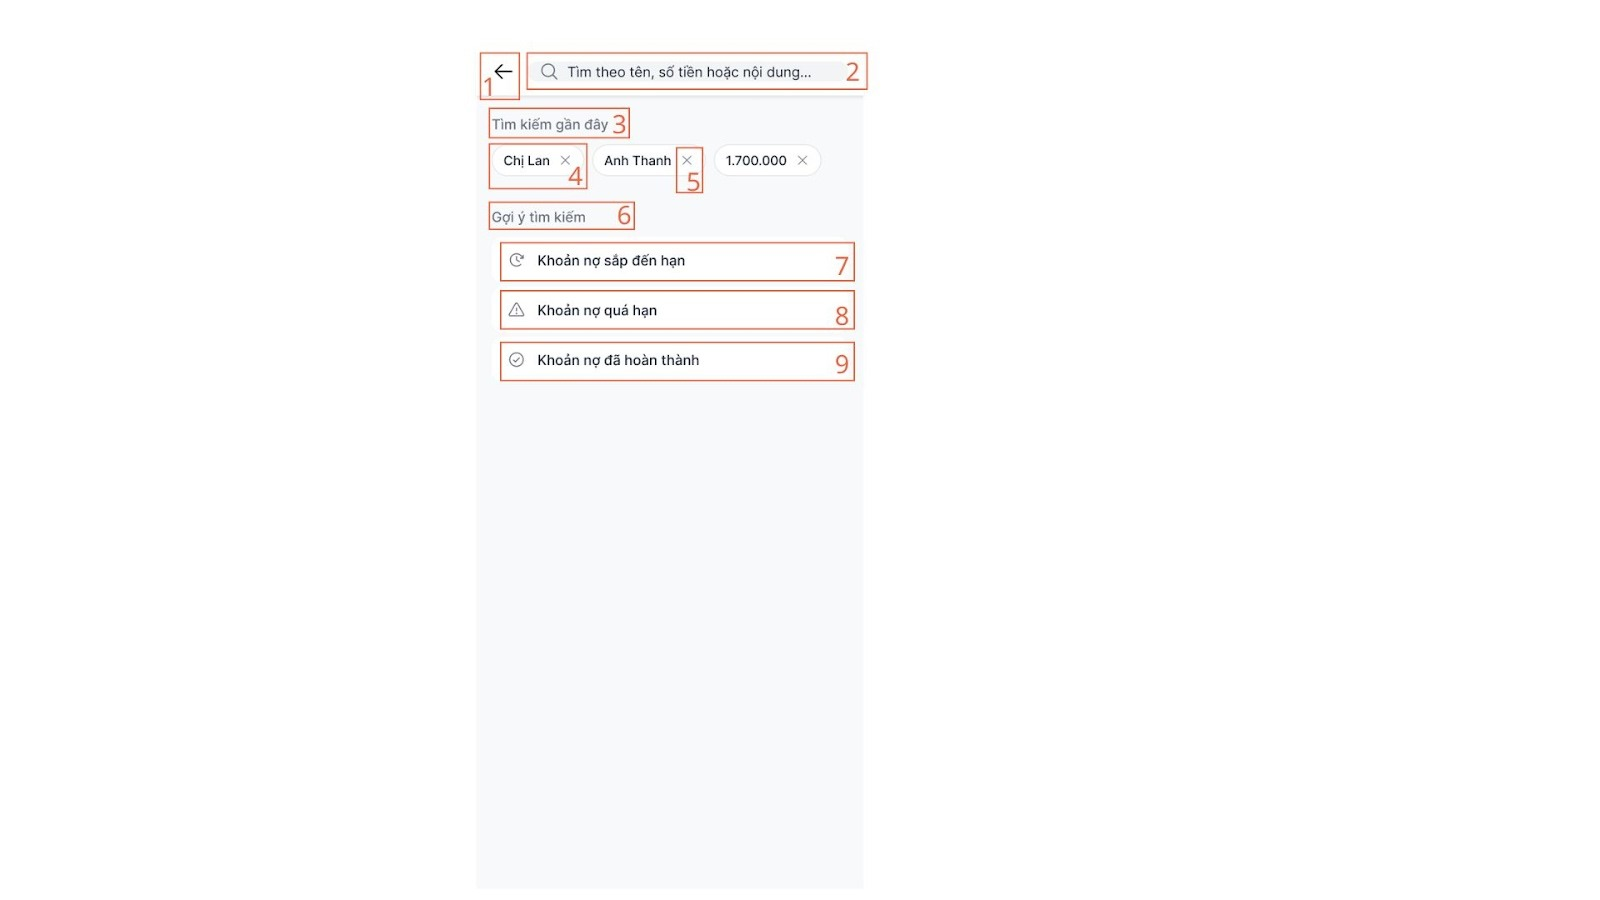 1
Tìm theo tên, số tiền hoặc nội dung... 2
Tìm kiếm gần đây 3
Chị Lan 4 Anh Thanh 5 1.700.000
Gợi ý tìm kiếm 6
Khoản nợ sắp đến hạn 7
Khoản nợ quá hạn 8
Khoản nợ đã hoàn thành 9